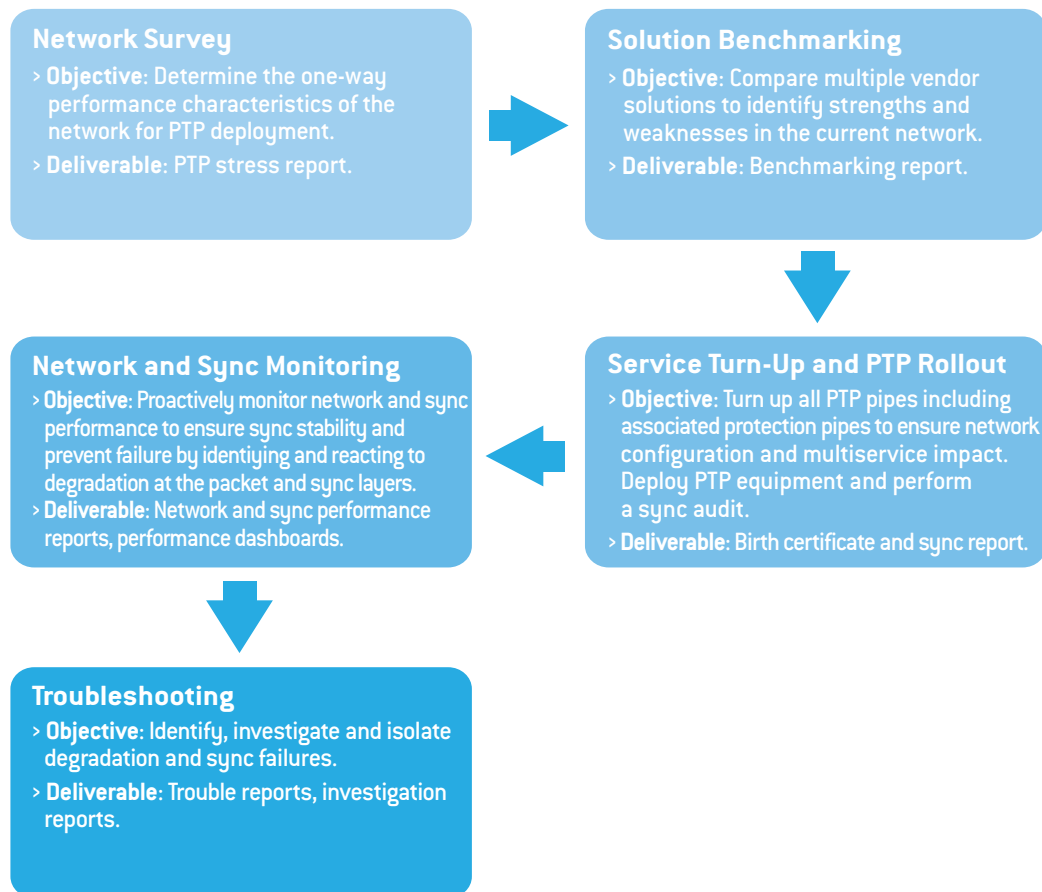 Network Survey
> Objective: Determine the one-way
performance characteristics of the
network for PTP deployment.
> Deliverable: PTP stress report.
Solution Benchmarking
> Objective: Compare multiple vendor
solutions to identify strengths and
weaknesses in the current network.
> Deliverable: Benchmarking report.
Service Turn-Up and PTP Rollout
> Objective: Turn up all PTP pipes including
associated protection pipes to ensure network
configuration and multiservice impact.
Deploy PTP equipment and perform
a sync audit.
> Deliverable: Birth certificate and sync report.
Network and Sync Monitoring
> Objective: Proactively monitor network and sync
performance to ensure sync stability and
prevent failure by identiying and reacting to
degradation at the packet and sync layers.
> Deliverable: Network and sync performance
reports, performance dashboards.
Troubleshooting
> Objective: Identify, investigate and isolate
degradation and sync failures.
> Deliverable: Trouble reports, investigation
reports.